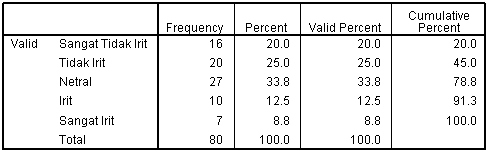 Frequency Percent Valid Percent Cumulative Percent
Valid Sangat Tidak Irit 16 20.0 20.0 20.0
Tidak Irit 20 25.0 25.0 45.0
Netral 27 33.8 33.8 78.8
Irit 10 12.5 12.5 91.3
Sangat Irit 7 8.8 8.8 100.0
Total 80 100.0 100.0